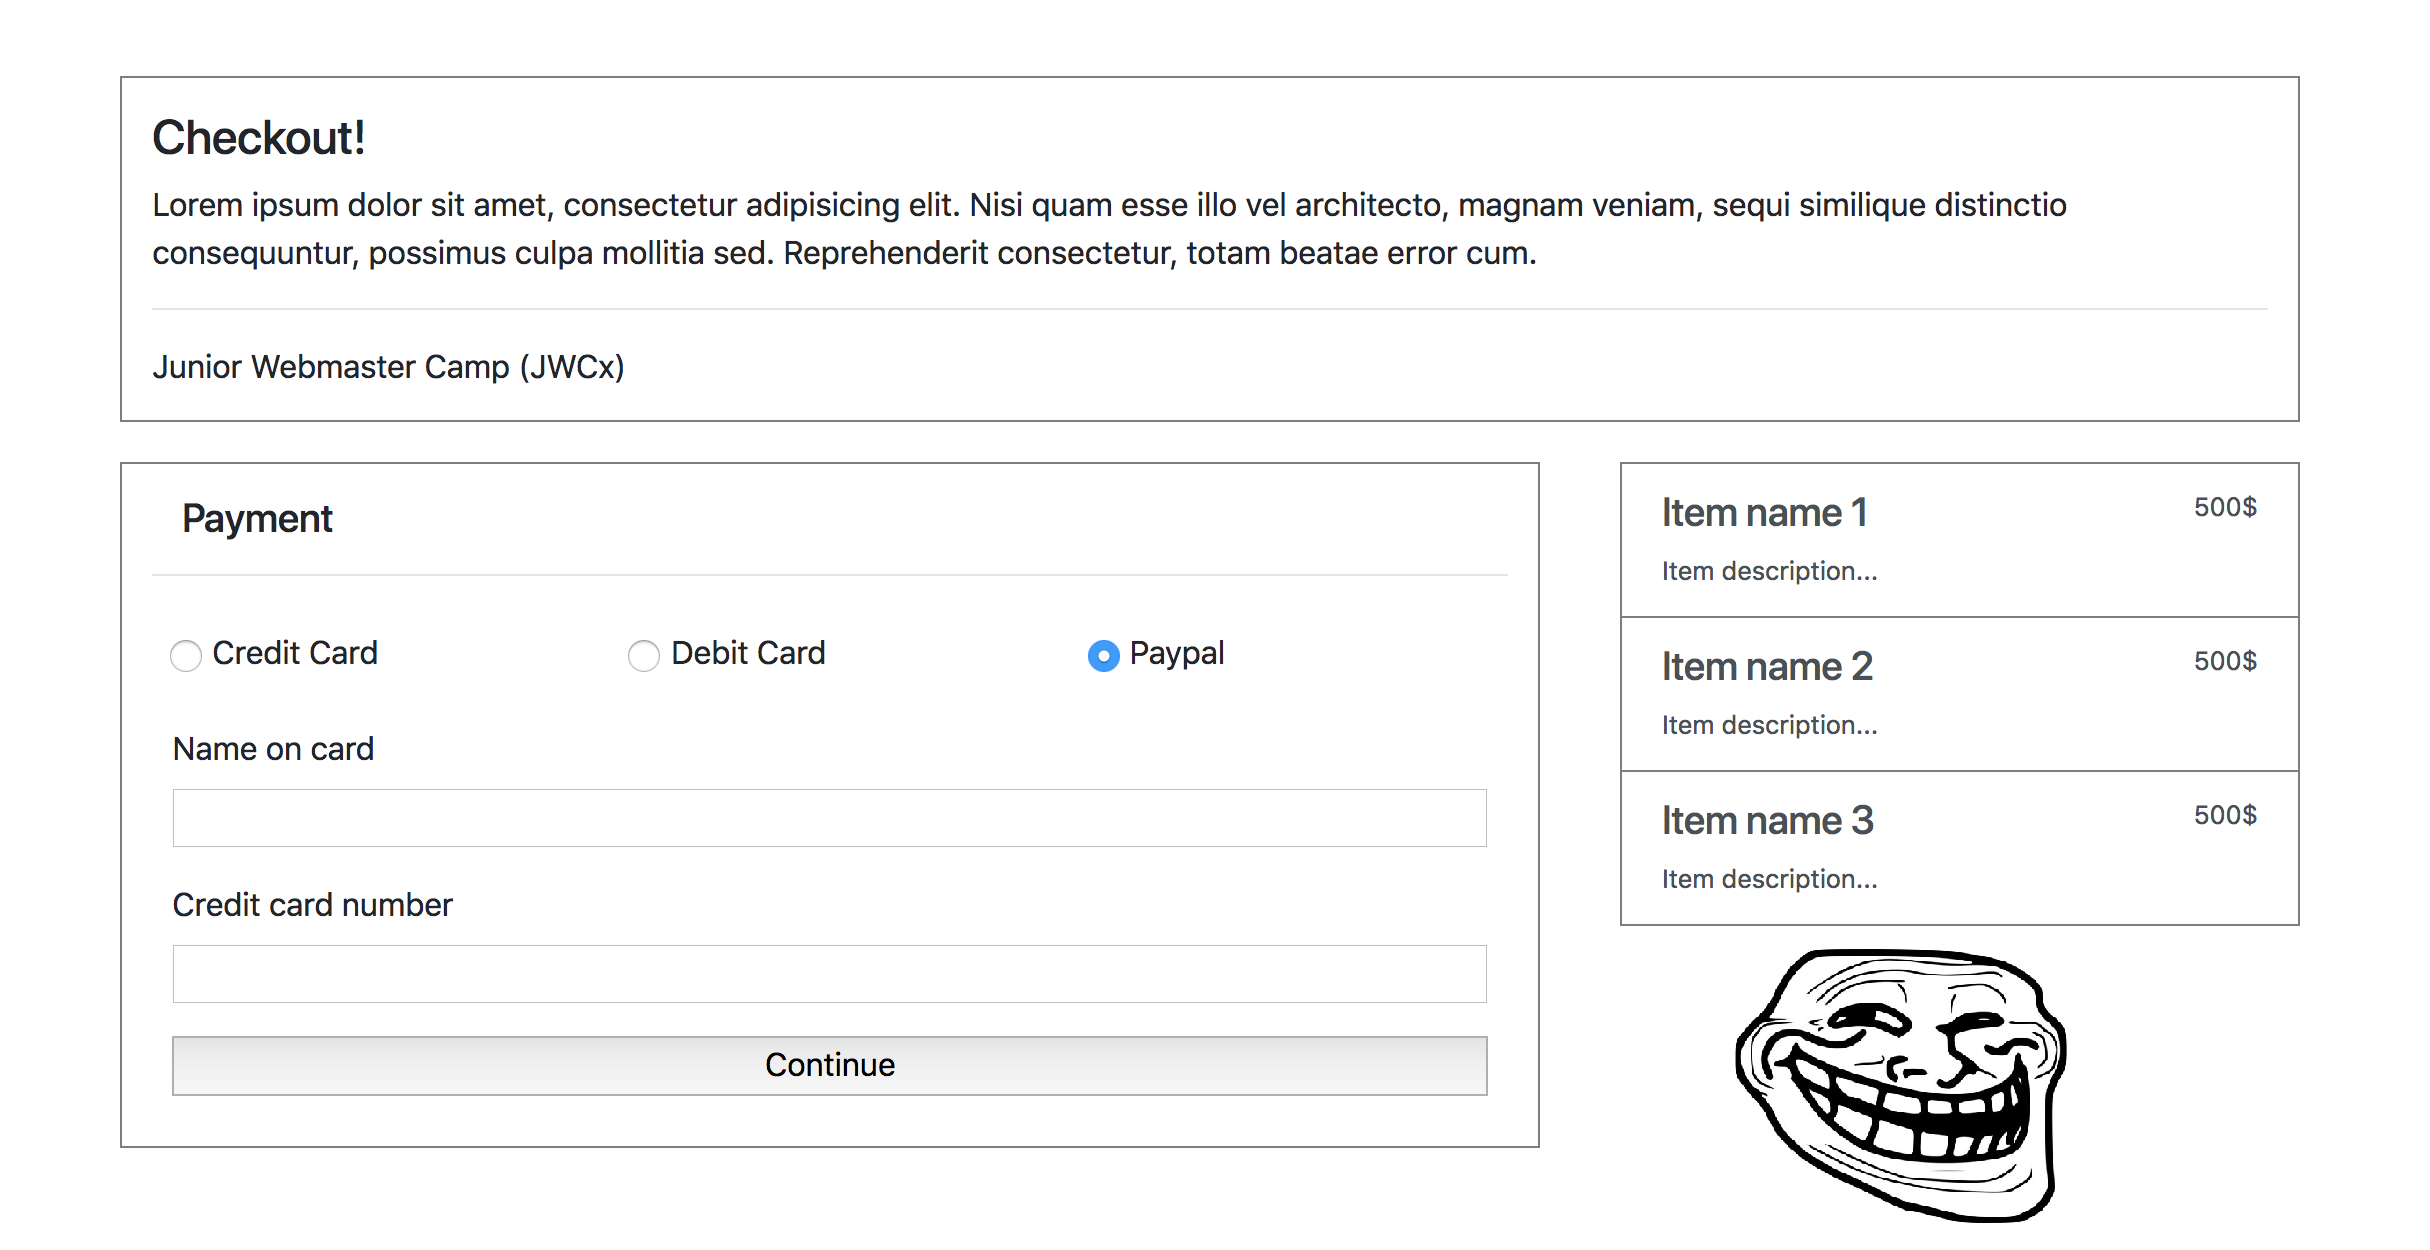 Checkout!
Lorem ipsum dolor sit amet, consectetur adipisicing elit. Nisi quam esse illo vel architecto, magnam veniam, sequi similique distinctio
consequuntur, possimus culpa mollitia sed. Reprehenderit consectetur, totam beatae error cum.
Junior Webmaster Camp (JWCx)
Payment
Credit Card
Debit Card
Paypal
Name on card
Credit card number
Continue
Item name 1
500$
Item description...
Item name 2
500$
Item description...
Item name 3
500$
Item description...